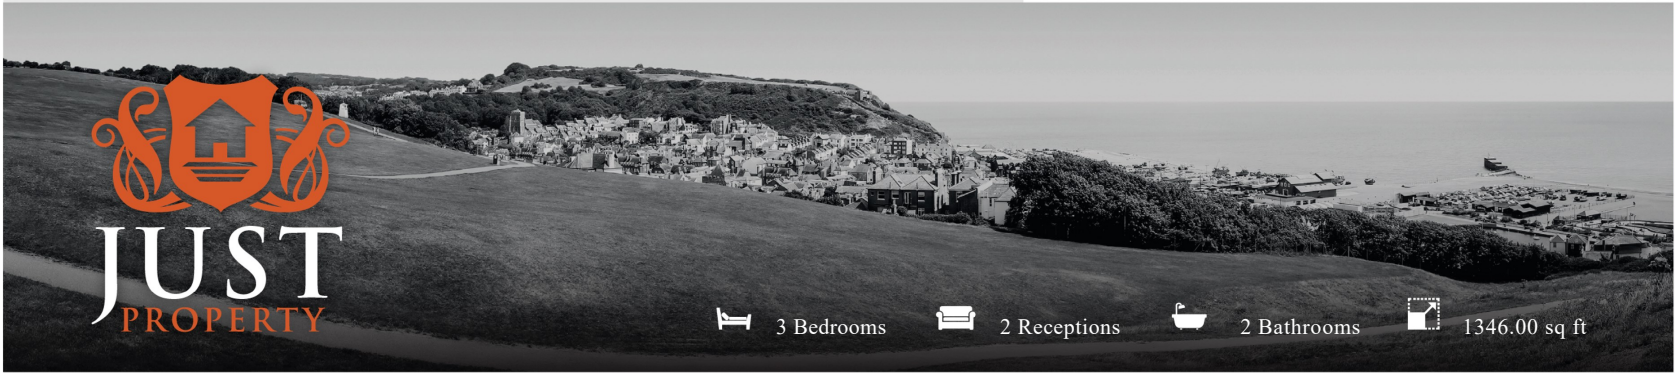 JUST
PROPERTY
3 Bedrooms
2 Receptions
2 Bathrooms
1346.00 sq ft